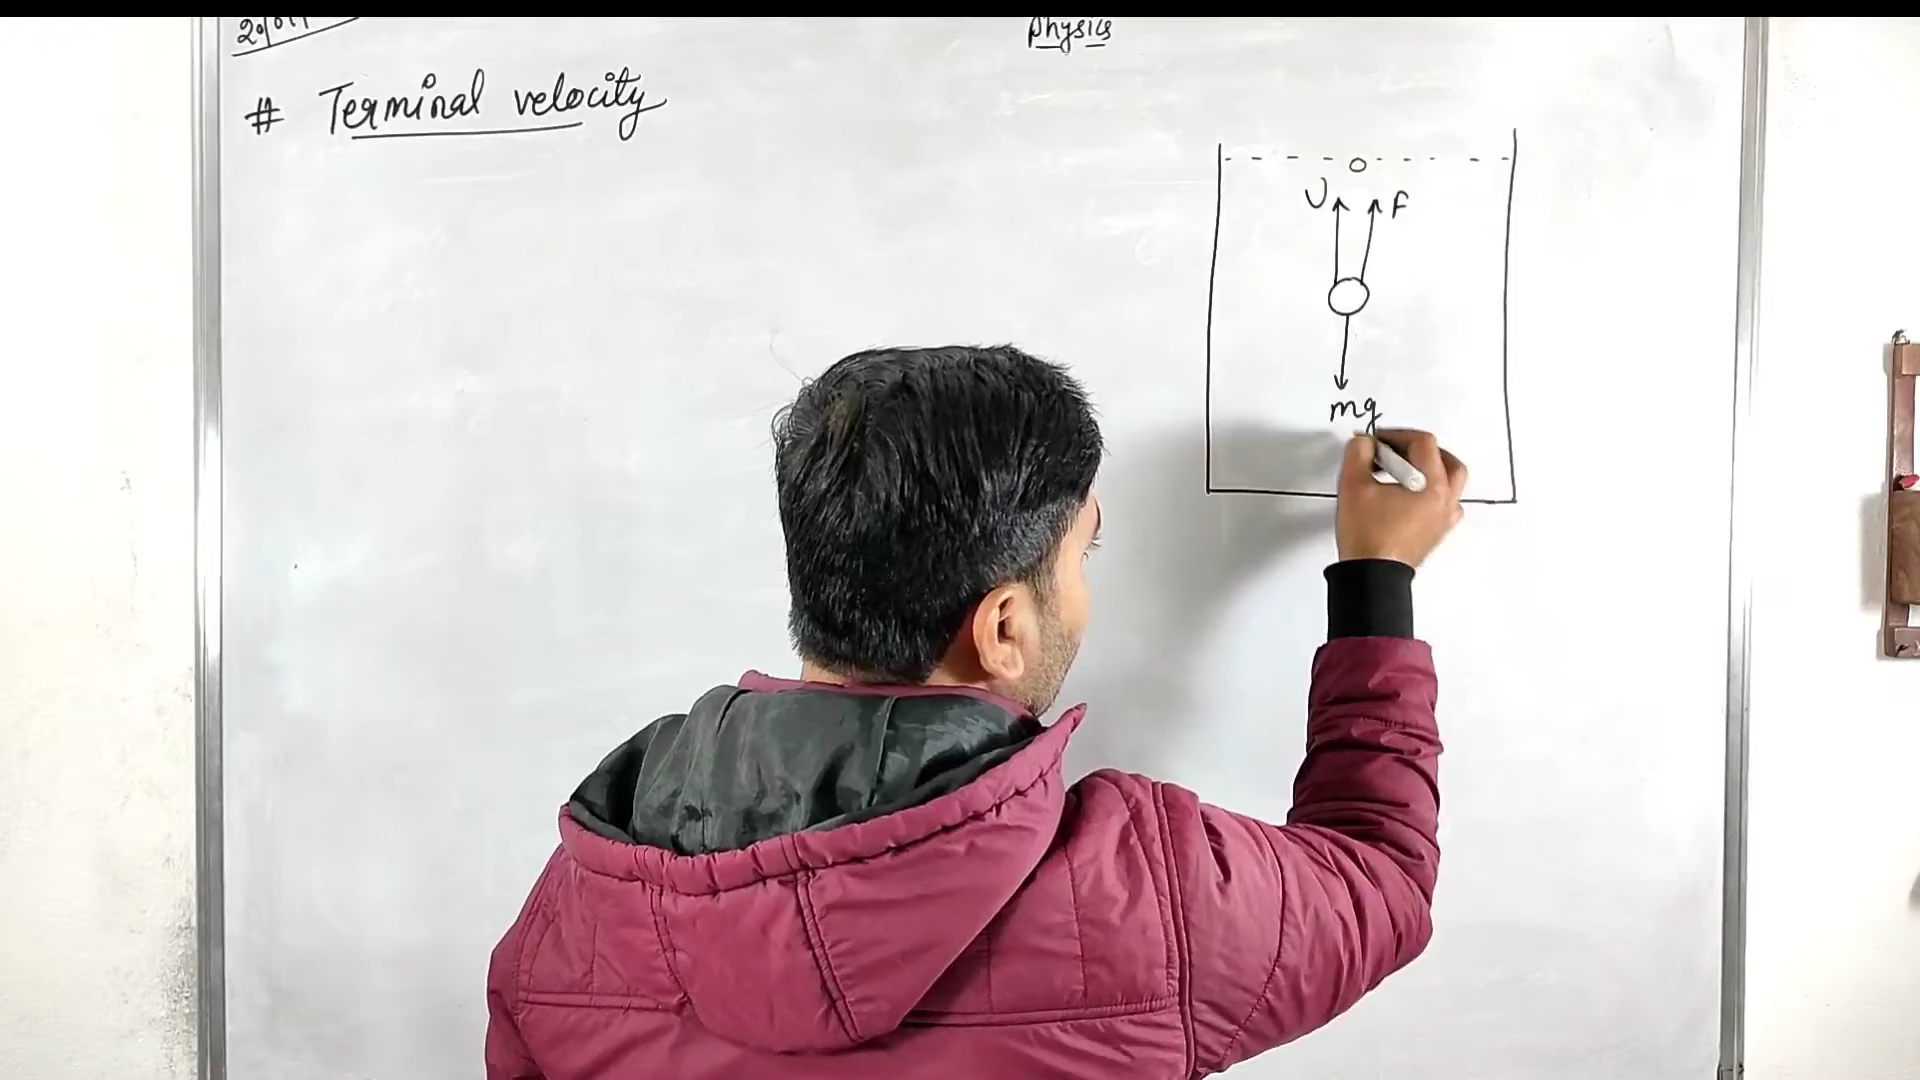 Physics
# Terminal velocity
U F
mg